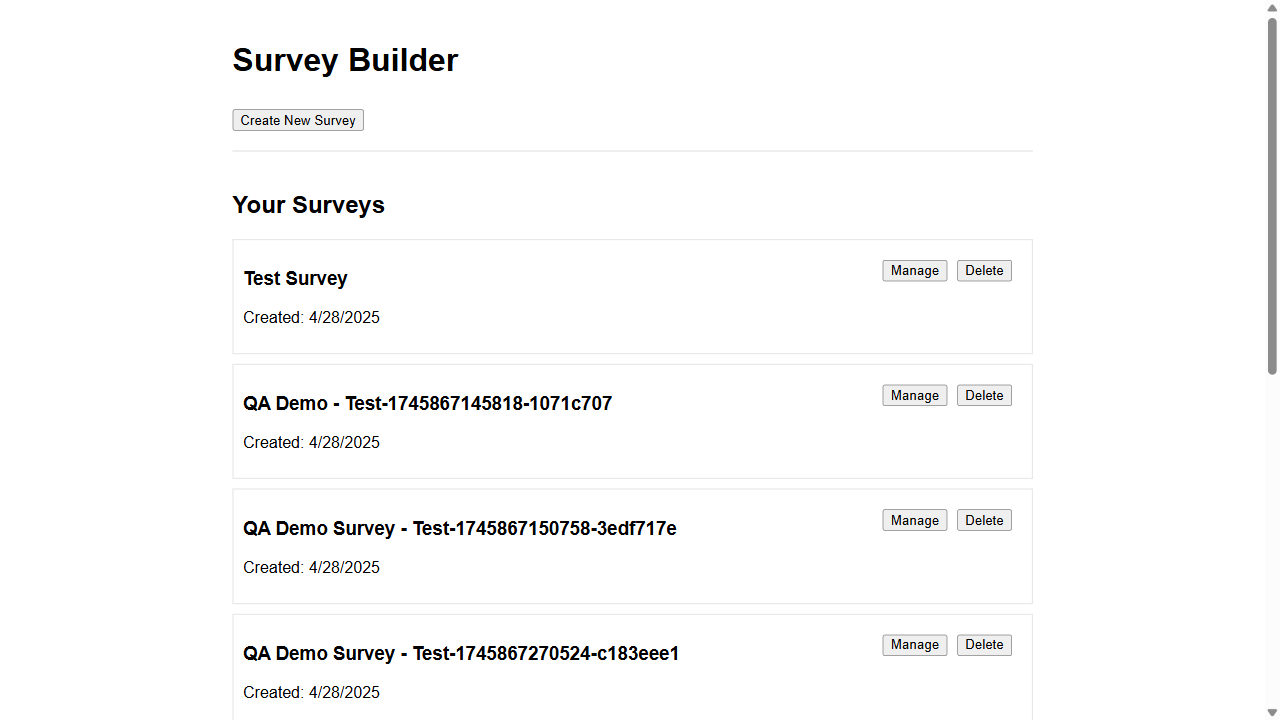 Survey Builder
Create New Survey
Your Surveys
Test Survey
Manage Delete
Created: 4/28/2025
QA Demo - Test-1745867145818-1071c707
Manage Delete
Created: 4/28/2025
QA Demo Survey - Test-1745867150758-3edf717e
Manage Delete
Created: 4/28/2025
QA Demo Survey - Test-1745867270524-c183eee1
Manage Delete
Created: 4/28/2025